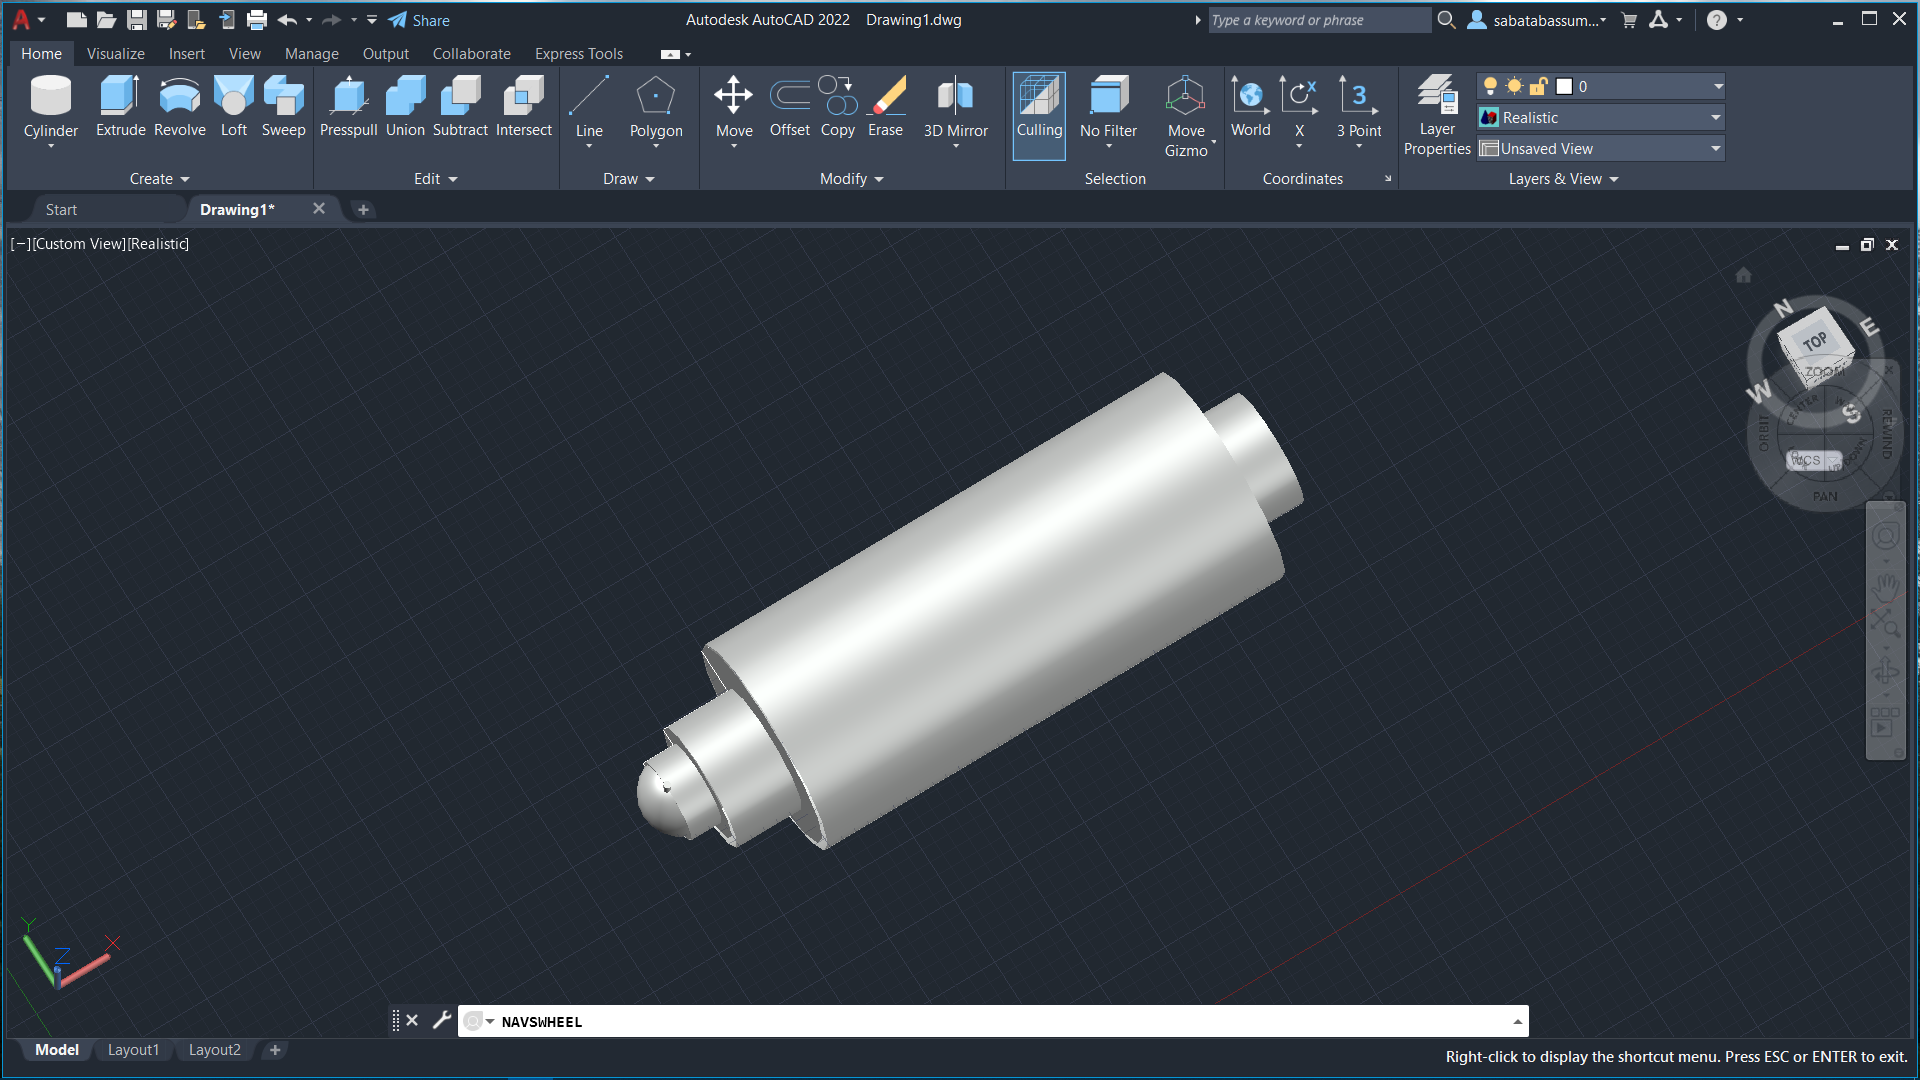 Share Autodesk AutoCAD 2022 Drawing1.dwg Type a keyword or phrase sabatabassum...
Home Visualize Insert View Manage Output Collaborate Express Tools
Cylinder Extrude Revolve Loft Sweep Presspull Union Subtract Intersect Line Polygon Move Offset Copy Erase 3D Mirror Culling No Filter Move Gizmo World X 3 Point Layer Properties
0
Realistic
Unsaved View
Create Edit Draw Modify Selection Coordinates Layers & View
Start Drawing1*
[−][Custom View][Realistic]
N
E
TOP
W
S
ZOOM
CENTER
ORBIT
REWIND
WCS
PAN
Y
Z
X
NAVSWHEEL
Model Layout1 Layout2
Right-click to display the shortcut menu. Press ESC or ENTER to exit.